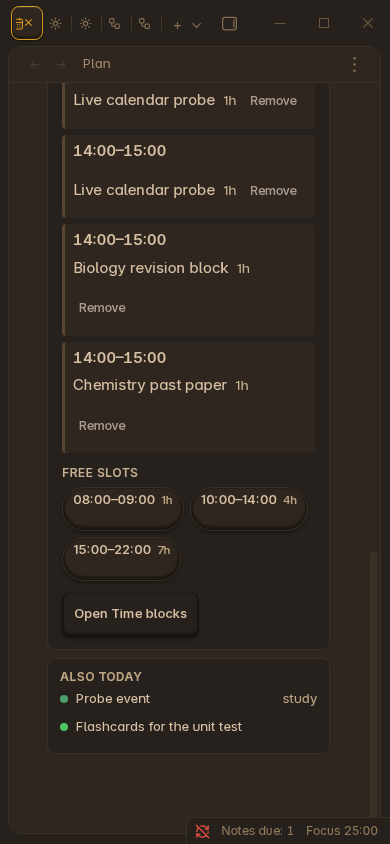 Plan
Live calendar probe 1h Remove
14:00–15:00
Live calendar probe 1h Remove
14:00–15:00
Biology revision block 1h
Remove
14:00–15:00
Chemistry past paper 1h
Remove
FREE SLOTS
08:00–09:00 1h 10:00–14:00 4h
15:00–22:00 7h
Open Time blocks
ALSO TODAY
Probe event study
Flashcards for the unit test
Notes due: 1 Focus 25:00